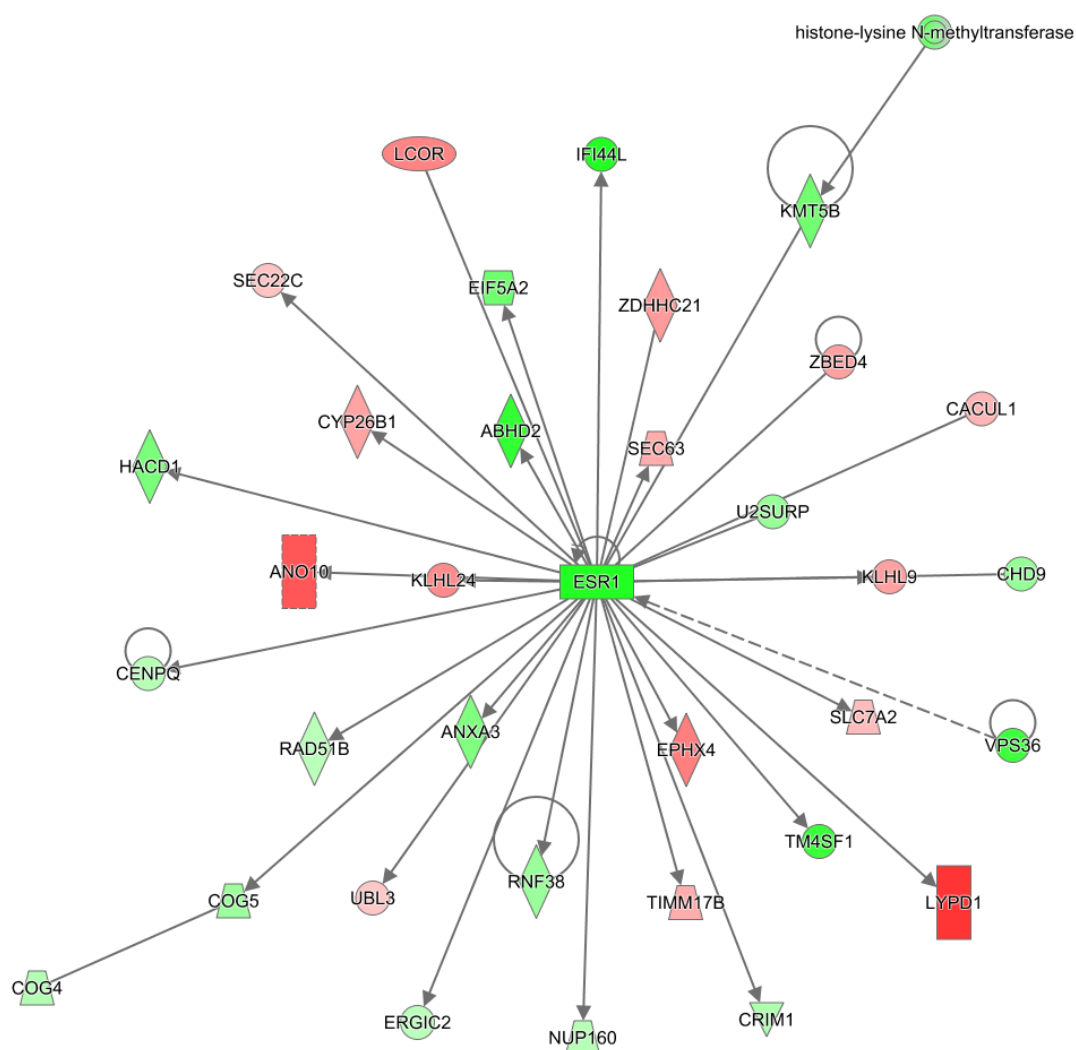 histone-lysine N-methyltransferase
LCOR
IFI44L
KMT5B
SEC22C
EIF5A2
ZDHHC21
ZBED4
CACUL1
CYP26B1
ABHD2
SEC63
HACD1
U2SURP
ANO10
KLHL24
ESR1
KLHL9
CHD9
CENPQ
RAD51B
ANXA3
EPHX4
SLC7A2
VPS36
TM4SF1
COG5
UBL3
RNF38
TIMM17B
LYPD1
COG4
ERGIC2
NUP160
CRIM1